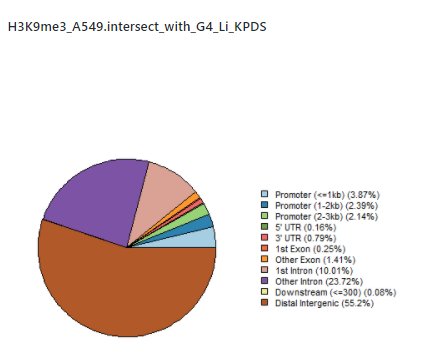 H3K9me3_A549.intersect_with_G4_Li_KPDS
Promoter (<=1kb) (3.87%)
Promoter (1-2kb) (2.39%)
Promoter (2-3kb) (2.14%)
5' UTR (0.16%)
3' UTR (0.79%)
1st Exon (0.25%)
Other Exon (1.41%)
1st Intron (10.01%)
Other Intron (23.72%)
Downstream (<=300) (0.08%)
Distal Intergenic (55.2%)